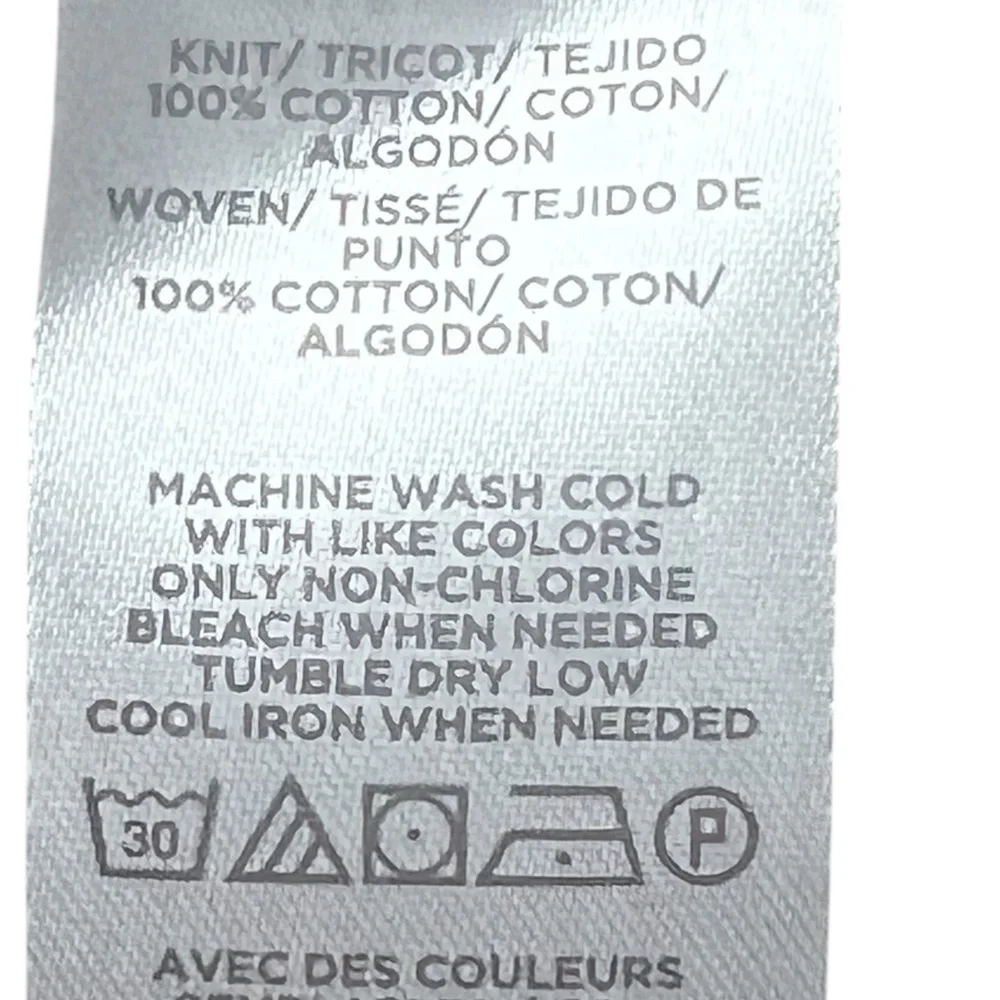 KNIT/ TRICOT/ TEJIDO
100% COTTON/ COTON/
ALGODÓN
WOVEN/ TISSÉ/ TEJIDO DE
PUNTO
100% COTTON/ COTON/
ALGODÓN
MACHINE WASH COLD
WITH LIKE COLORS
ONLY NON-CHLORINE
BLEACH WHEN NEEDED
TUMBLE DRY LOW
COOL IRON WHEN NEEDED
30 P
AVEC DES COULEURS